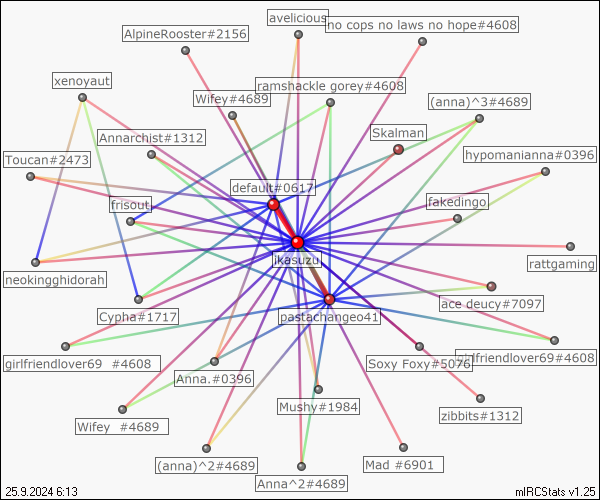 avelicious
no cops no laws no hope#4608
AlpineRooster#2156
xenoyaut
ramshackle gorey#4608
Wifey#4689
(anna)^3#4689
Annarchist#1312
Skalman
Toucan#2473
hypomanianna#0396
default#0617
frisout
fakedingo
jikasuzu
rattgaming
neokingghidorah
ace deucy#7097
Cypha#1717
pastachangeo41
girlfriendlover69 #4608
Soxy Foxy#5076
girlfriendlover69#4608
Anna.#0396
Mushy#1984
zibbits#1312
Wifey #4689
(anna)^2#4689
Mad #6901
Anna^2#4689
25.9.2024 6:13
mIRCStats v1.25